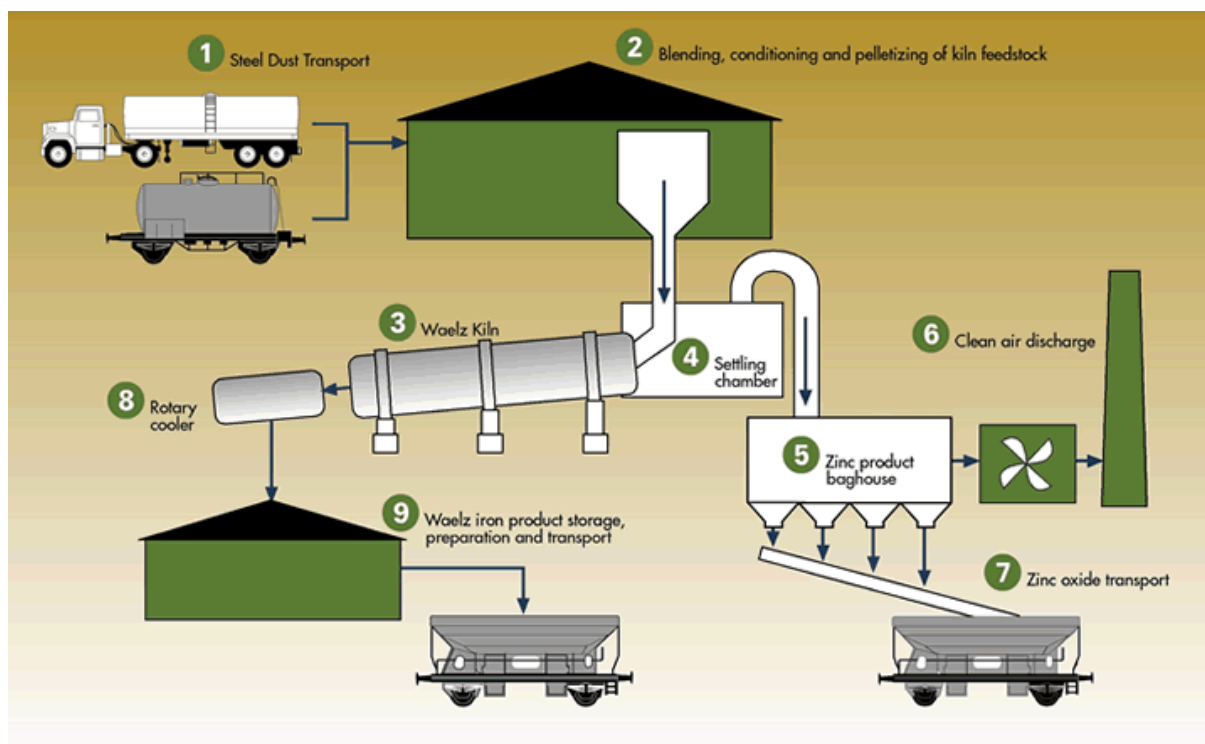 1 Steel Dust Transport
2 Blending, conditioning and pelletizing of kiln feedstock
3 Waelz Kiln
4 Settling
chamber
6 Clean air discharge
8 Rotary
cooler
5 Zinc product
baghouse
9 Waelz iron product storage,
preparation and transport
7 Zinc oxide transport